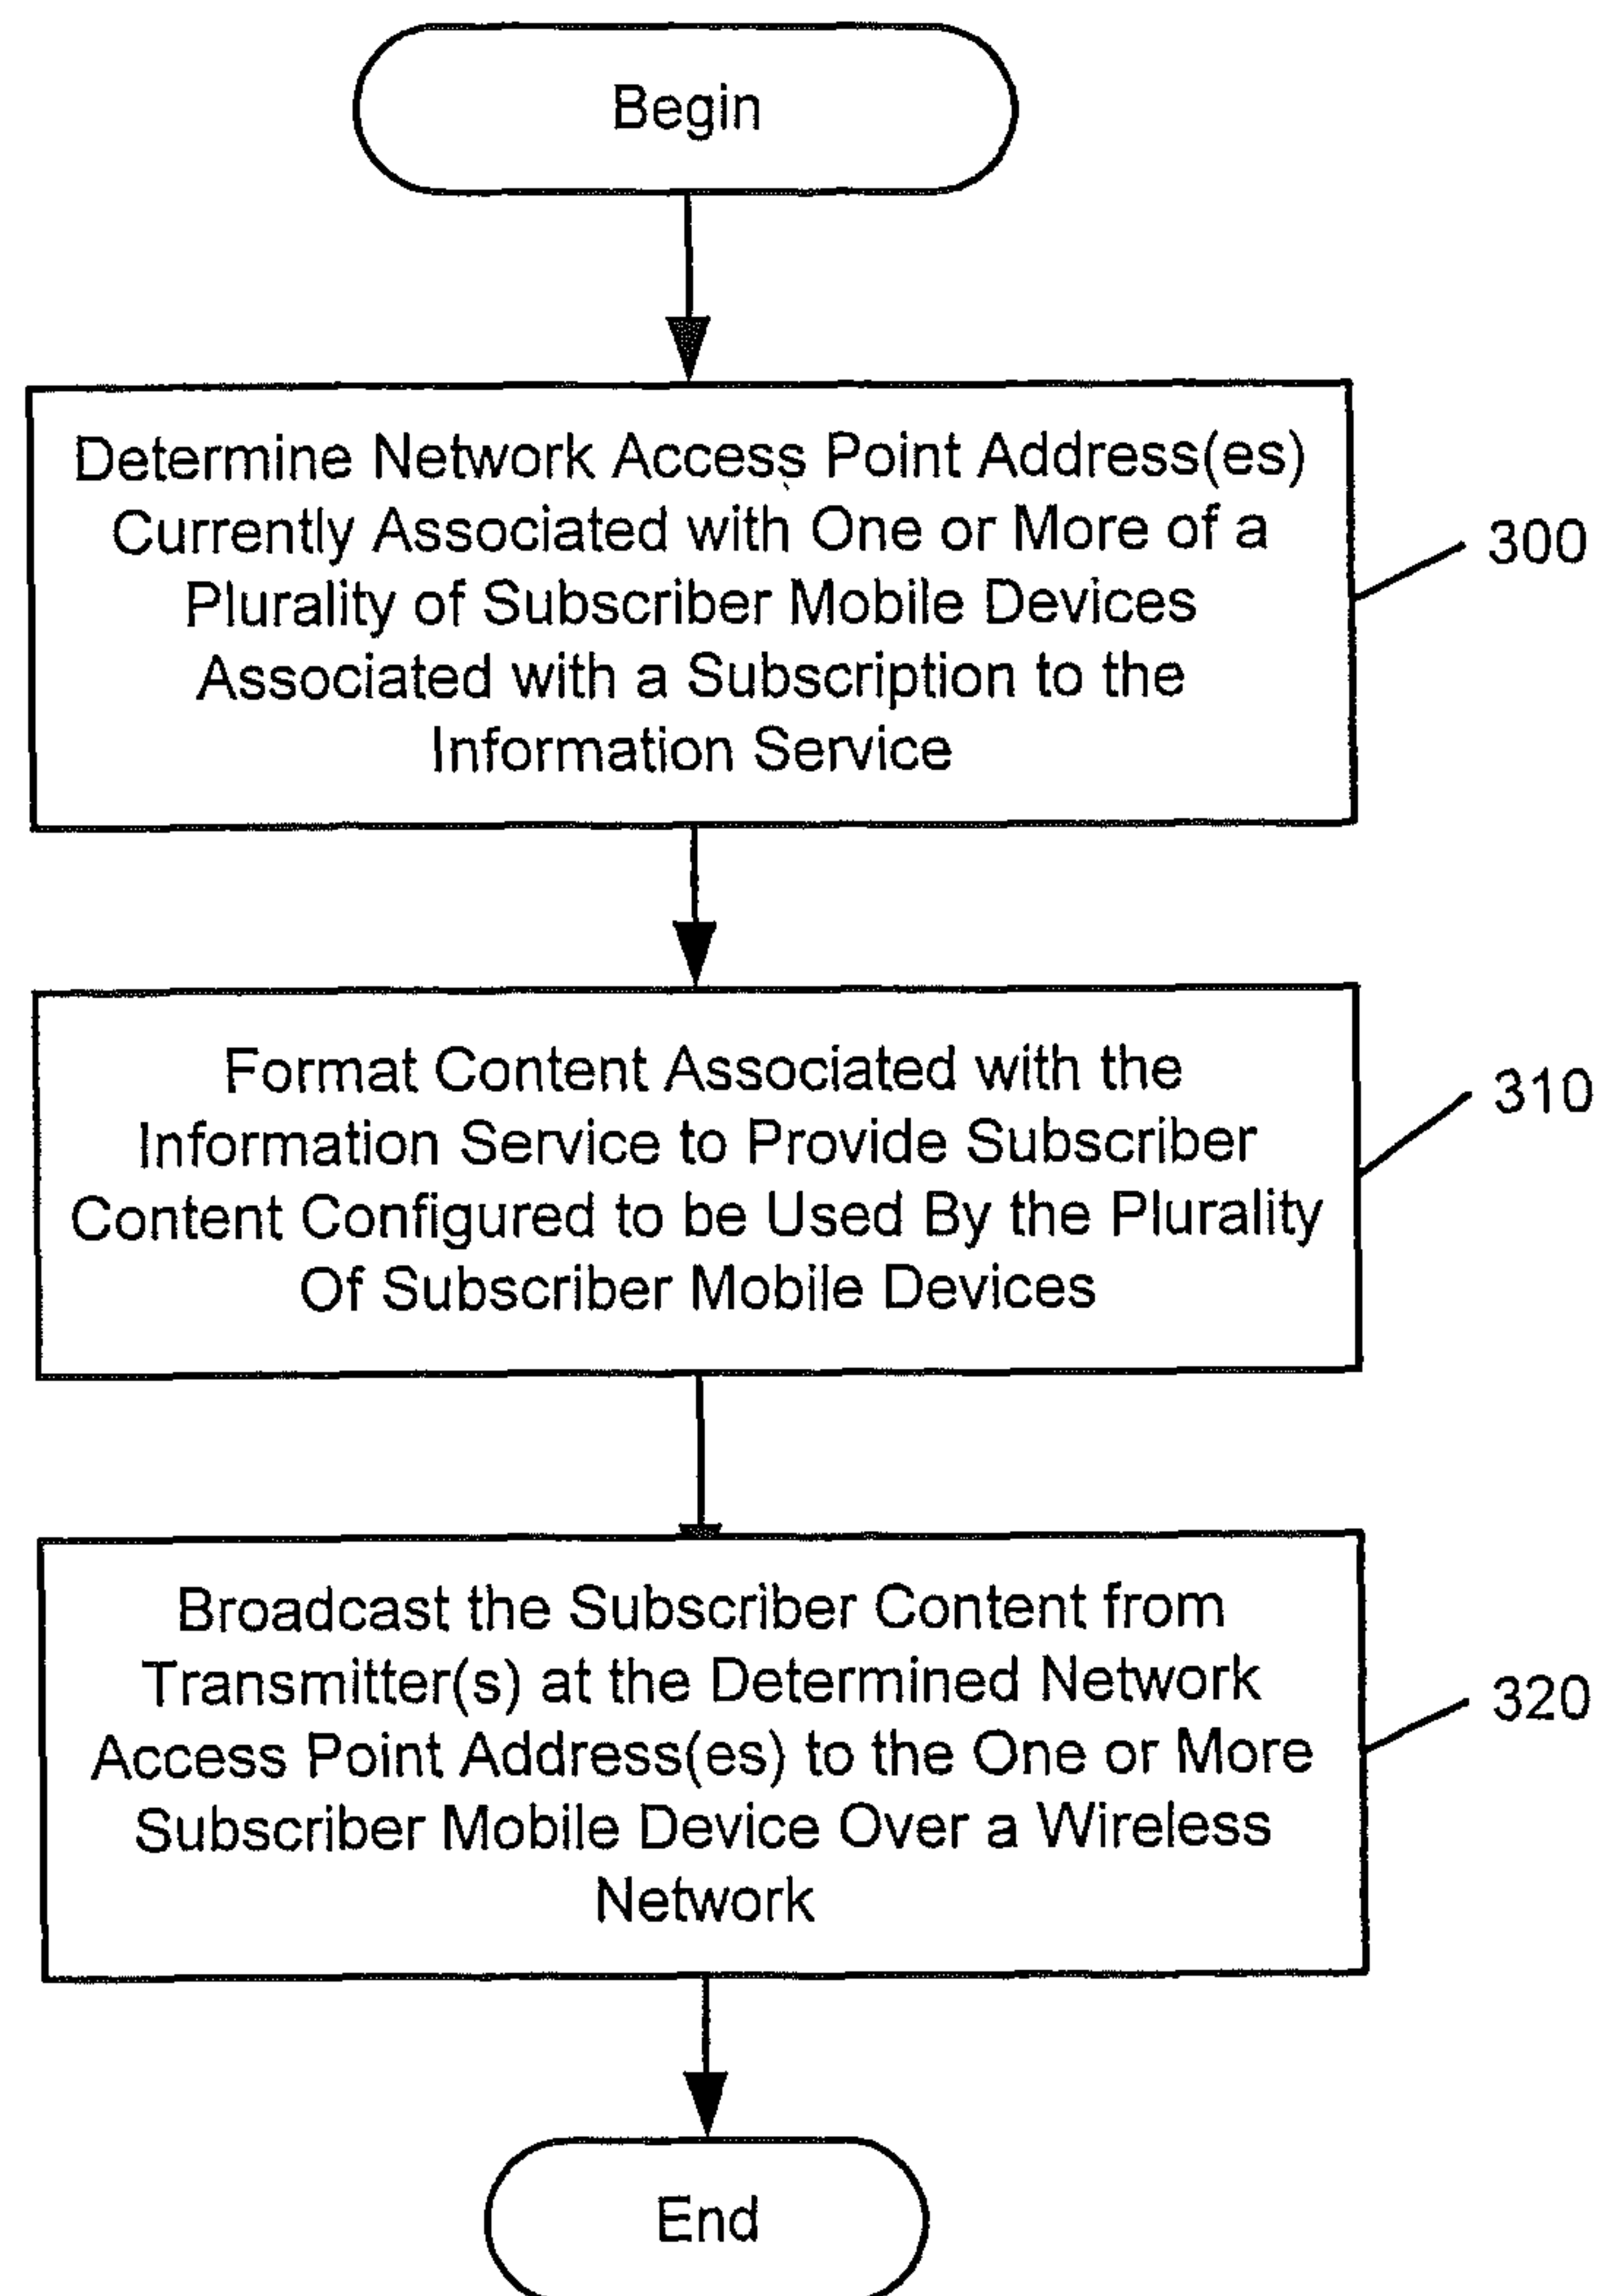 Begin
Determine Network Access Point Address(es)
Currently Associated with One or More of a
Plurality of Subscriber Mobile Devices
Associated with a Subscription to the
Information Service
300
Format Content Associated with the
Information Service to Provide Subscriber
Content Configured to be Used By the Plurality
Of Subscriber Mobile Devices
310
Broadcast the Subscriber Content from
Transmitter(s) at the Determined Network
Access Point Address(es) to the One or More
Subscriber Mobile Device Over a Wireless
Network
320
End